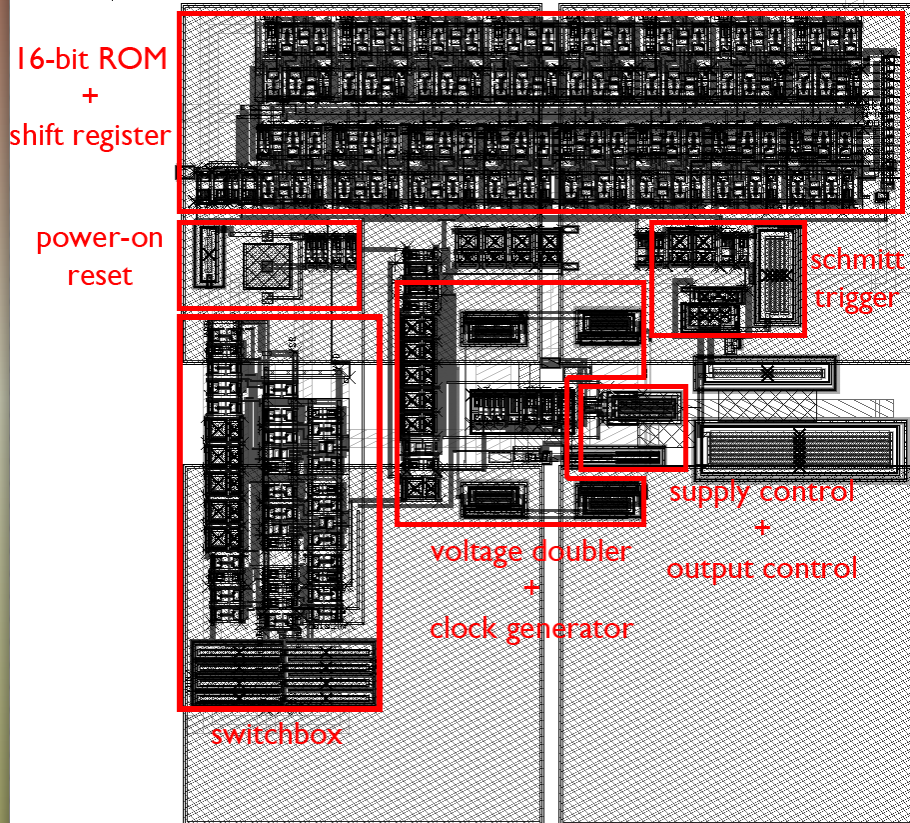 16-bit ROM
+
shift register
power-on
reset
schmitt
trigger
supply control
+
output control
voltage doubler
+
clock generator
switchbox